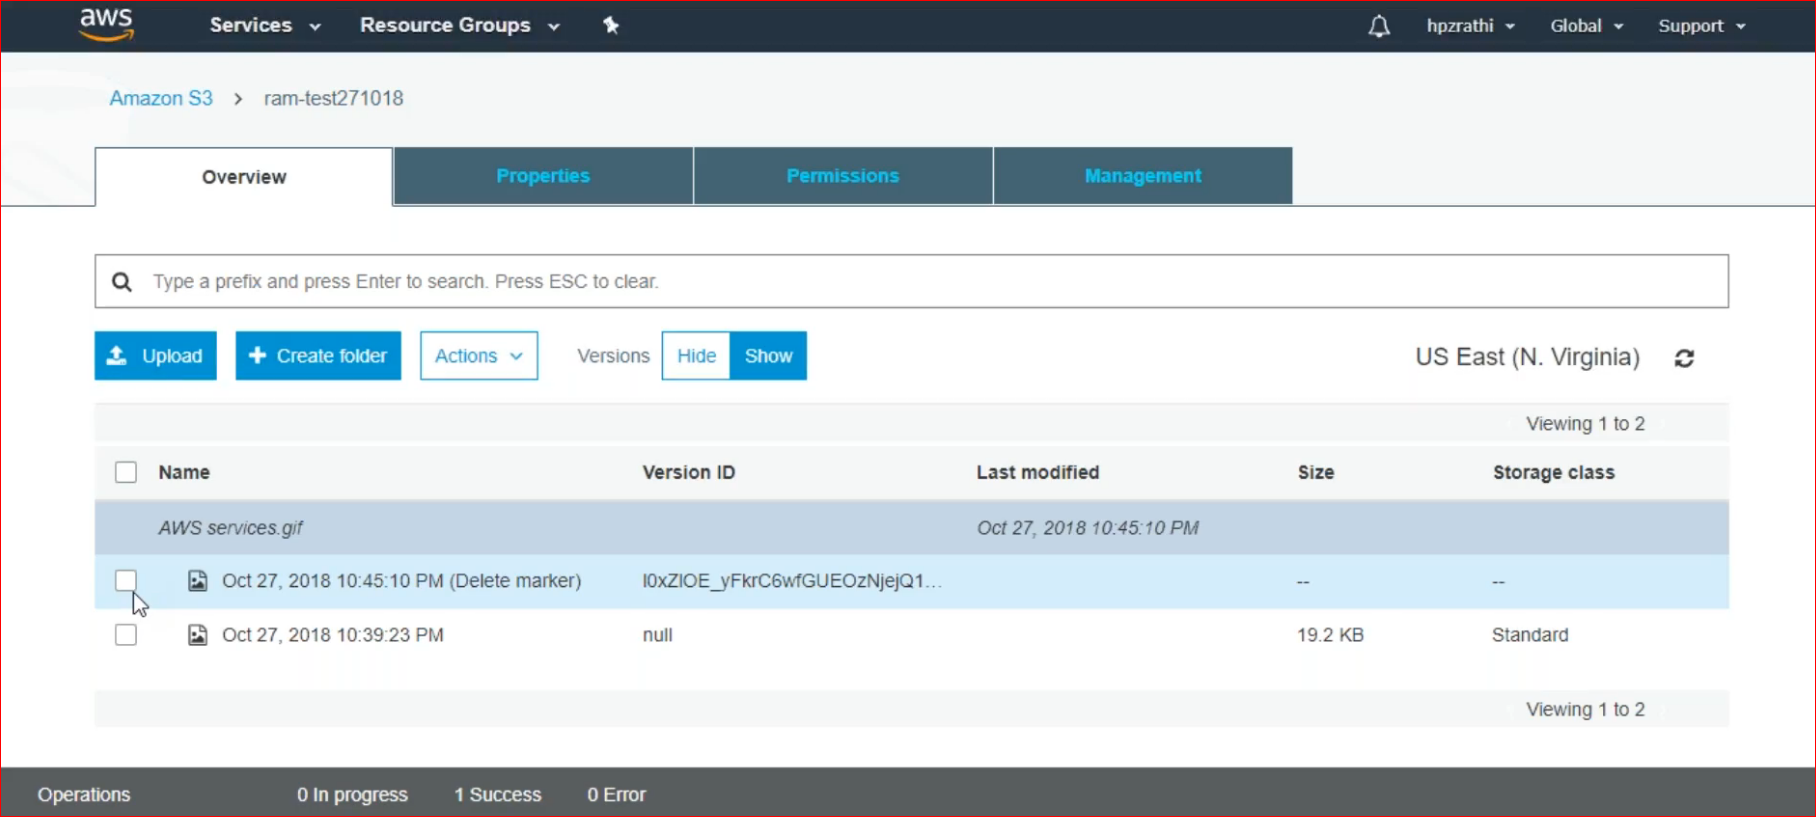 aws Services Resource Groups hpzrathi Global Support
Amazon S3 > ram-test271018
Overview Properties Permissions Management
Type a prefix and press Enter to search. Press ESC to clear.
Upload + Create folder Actions Versions Hide Show US East (N. Virginia)
Viewing 1 to 2
Name Version ID Last modified Size Storage class
AWS services.gif Oct 27, 2018 10:45:10 PM
Oct 27, 2018 10:45:10 PM (Delete marker) l0xZlOE_yFkrC6wfGUEOzNjejQ1... -- --
Oct 27, 2018 10:39:23 PM null 19.2 KB Standard
Viewing 1 to 2
Operations 0 In progress 1 Success 0 Error